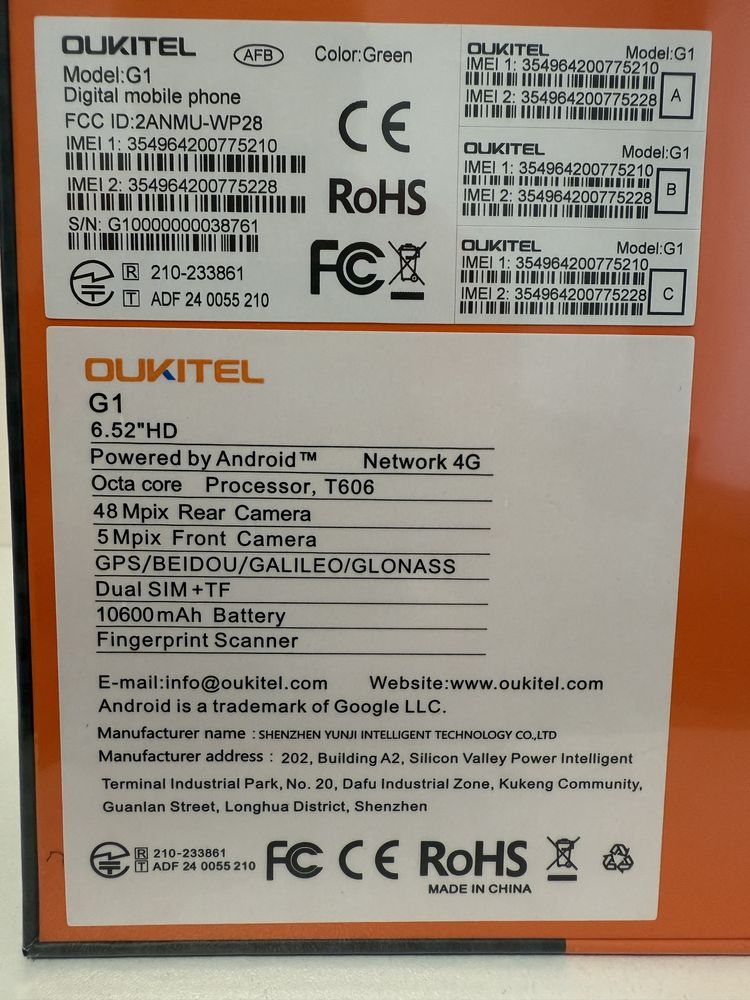 OUKITEL AFB Color:Green
Model:G1
Digital mobile phone
FCC ID:2ANMU-WP28
IMEI 1: 354964200775210
IMEI 2: 354964200775228
S/N: G10000000038761
R 210-233861
T ADF 24 0055 210
CE
RoHS
FC
OUKITEL Model:G1
IMEI 1: 354964200775210
IMEI 2: 354964200775228
A
OUKITEL Model:G1
IMEI 1: 354964200775210
IMEI 2: 354964200775228
B
OUKITEL Model:G1
IMEI 1: 354964200775210
IMEI 2: 354964200775228
C
OUKITEL
G1
6.52"HD
Powered by Android™ Network 4G
Octa core Processor, T606
48 Mpix Rear Camera
5 Mpix Front Camera
GPS/BEIDOU/GALILEO/GLONASS
Dual SIM+TF
10600mAh Battery
Fingerprint Scanner
E-mail:info@oukitel.com Website:www.oukitel.com
Android is a trademark of Google LLC.
Manufacturer name : SHENZHEN YUNJI INTELLIGENT TECHNOLOGY CO.,LTD
Manufacturer address : 202, Building A2, Silicon Valley Power Intelligent
Terminal Industrial Park, No. 20, Dafu Industrial Zone, Kukeng Community,
Guanlan Street, Longhua District, Shenzhen
R 210-233861
T ADF 24 0055 210
FC CE RoHS
MADE IN CHINA